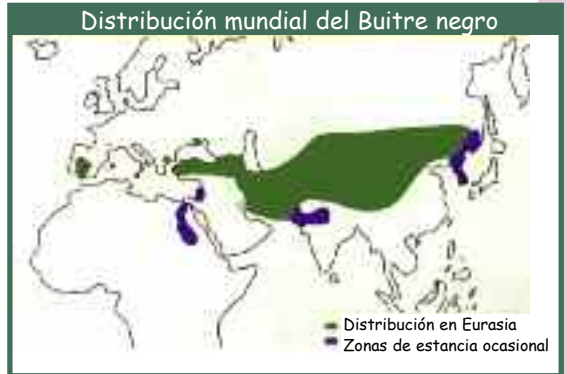 Distribución mundial del Buitre negro
Distribución en Eurasia
Zonas de estancia ocasional